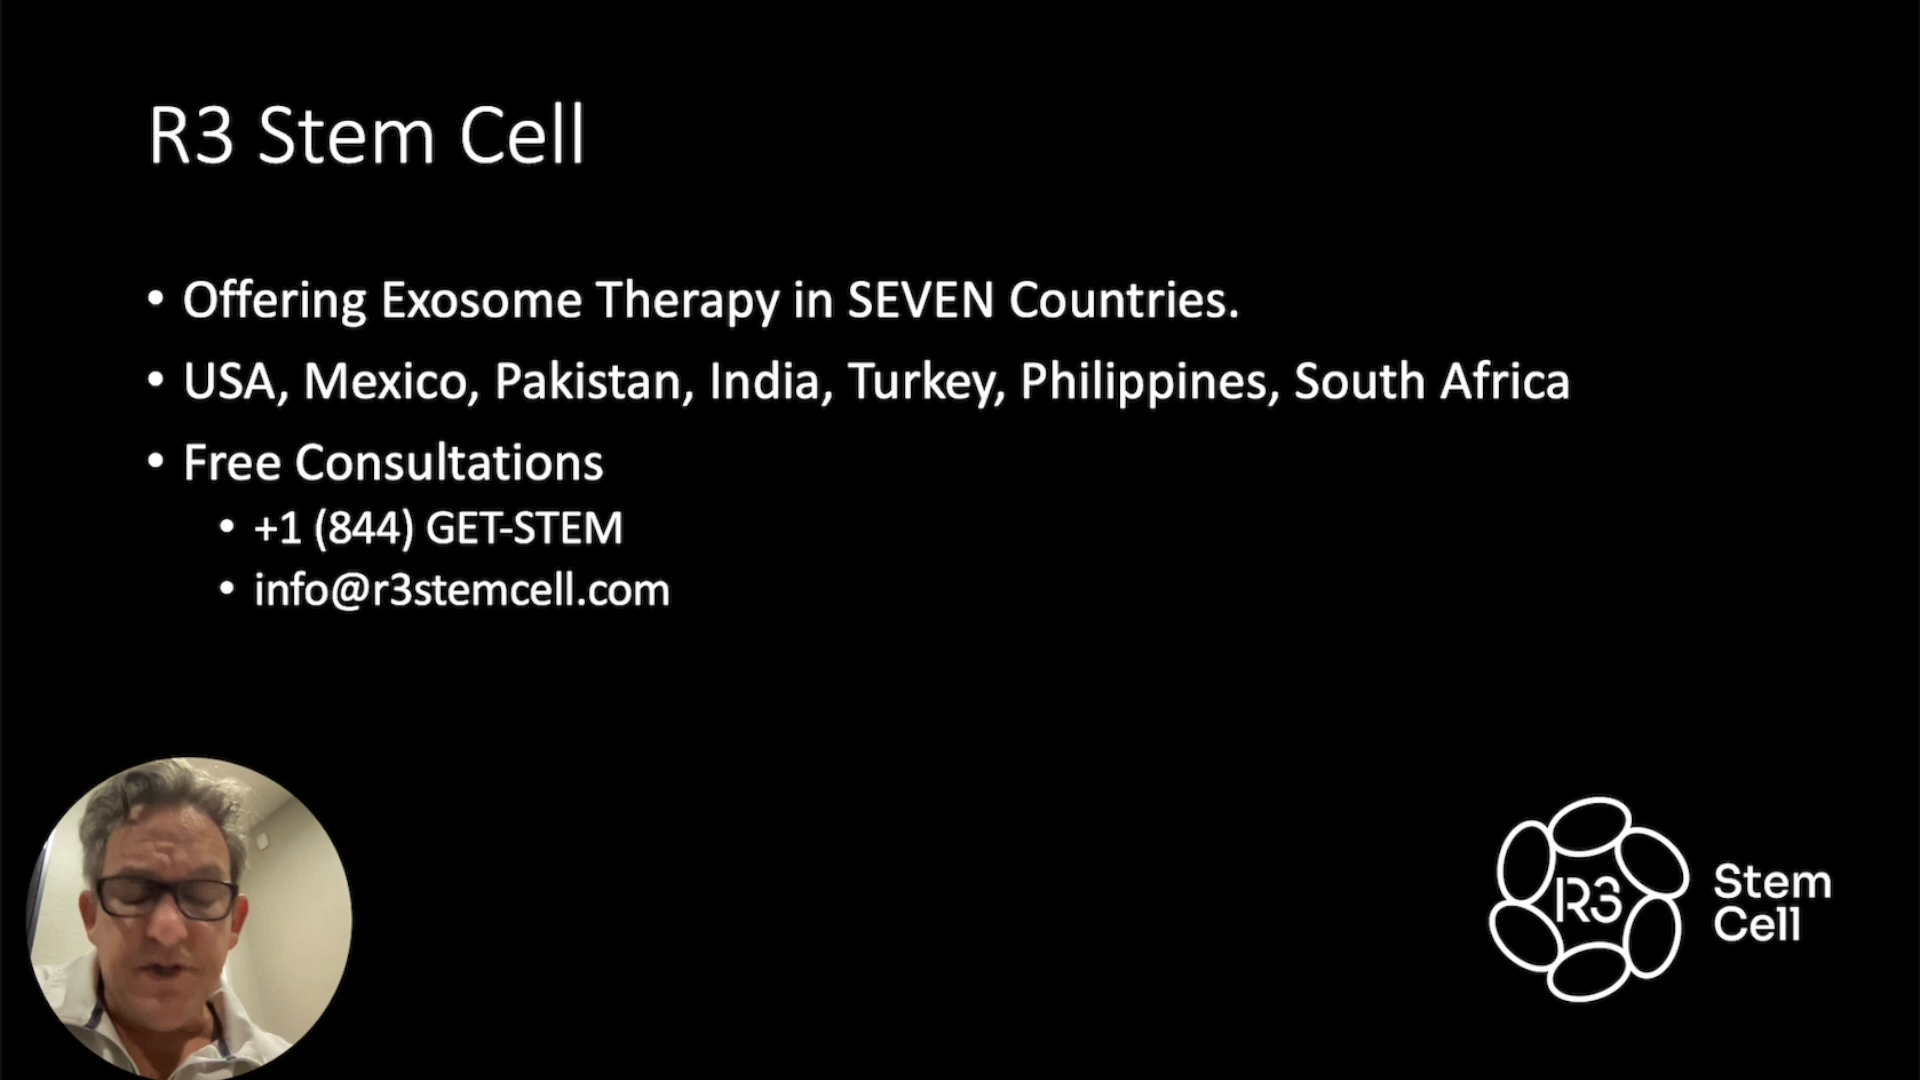 R3 Stem Cell
• Offering Exosome Therapy in SEVEN Countries.
• USA, Mexico, Pakistan, India, Turkey, Philippines, South Africa
• Free Consultations
• +1 (844) GET-STEM
• info@r3stemcell.com
R3
Stem
Cell